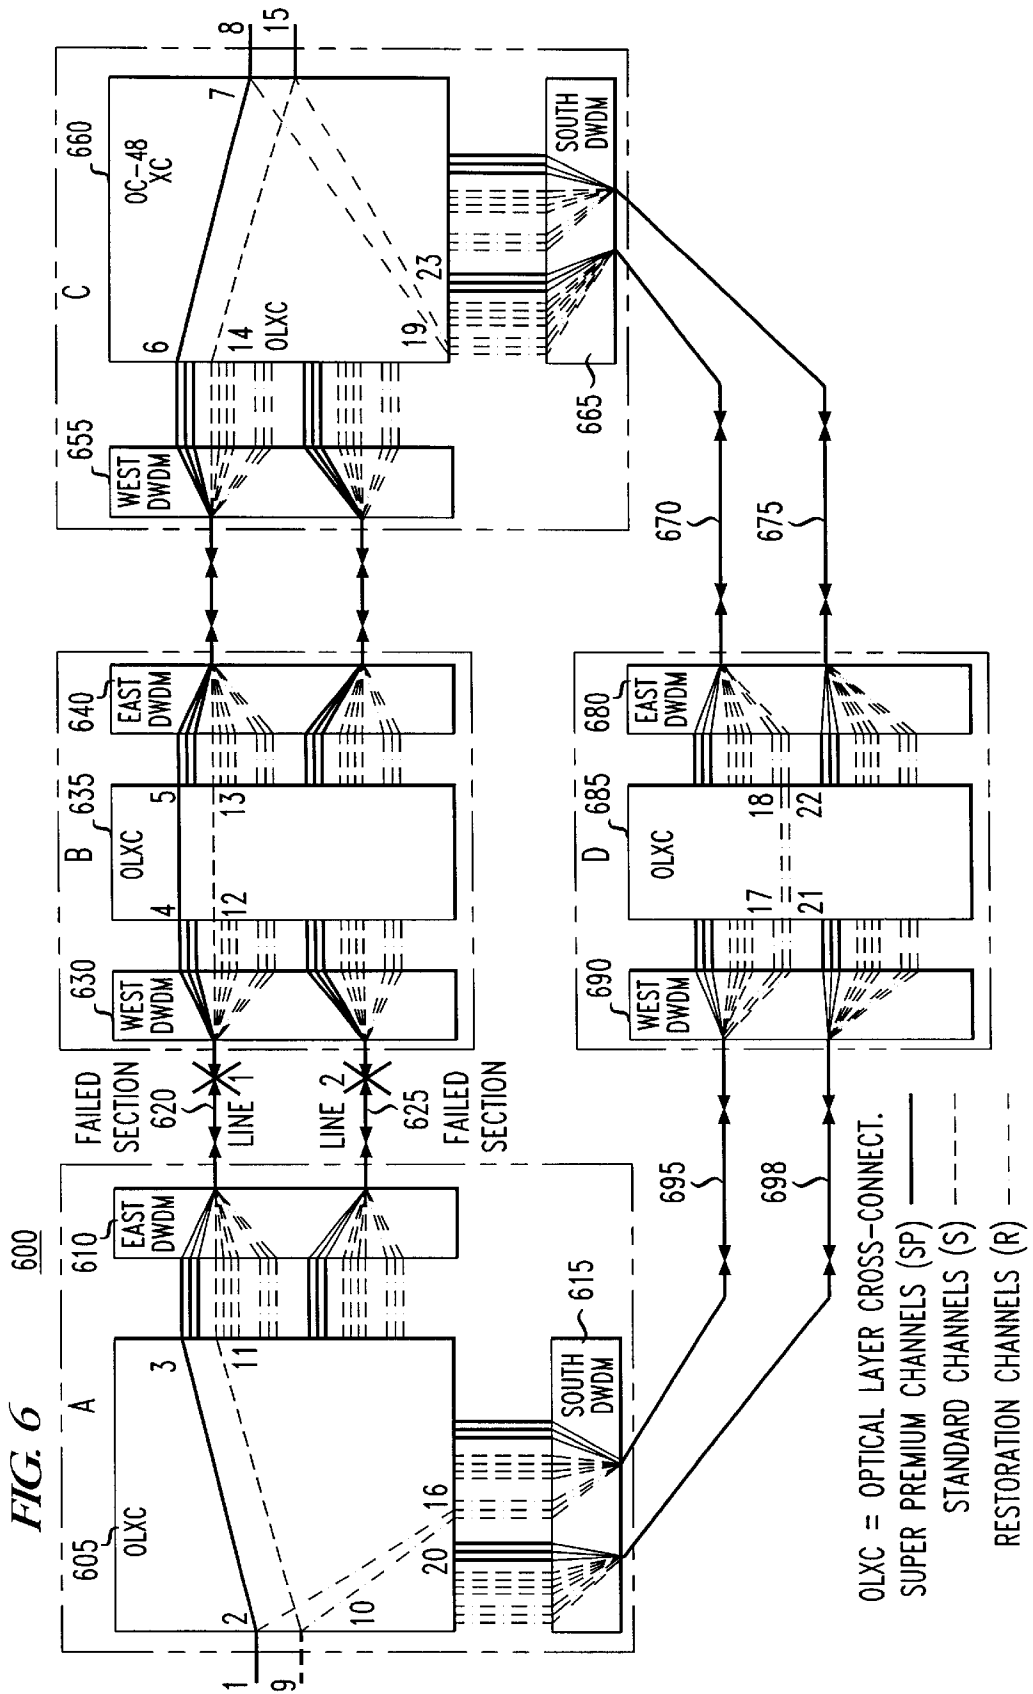 FIG. 6
600
A
605
OLXC
1
2
3
9
10
11
16
20
610
EAST
DWDM
615
SOUTH
DWDM
FAILED
SECTION
620
LINE 1
LINE 2
625
FAILED
SECTION
B
630
WEST
DWDM
635
OLXC
4
5
12
13
640
EAST
DWDM
C
655
WEST
DWDM
660
OC-48
XC
OLXC
6
7
8
14
15
19
23
665
SOUTH
DWDM
670
675
D
690
WEST
DWDM
685
OLXC
17
18
21
22
680
EAST
DWDM
695
698
OLXC = OPTICAL LAYER CROSS-CONNECT.
SUPER PREMIUM CHANNELS (SP)
STANDARD CHANNELS (S)
RESTORATION CHANNELS (R)